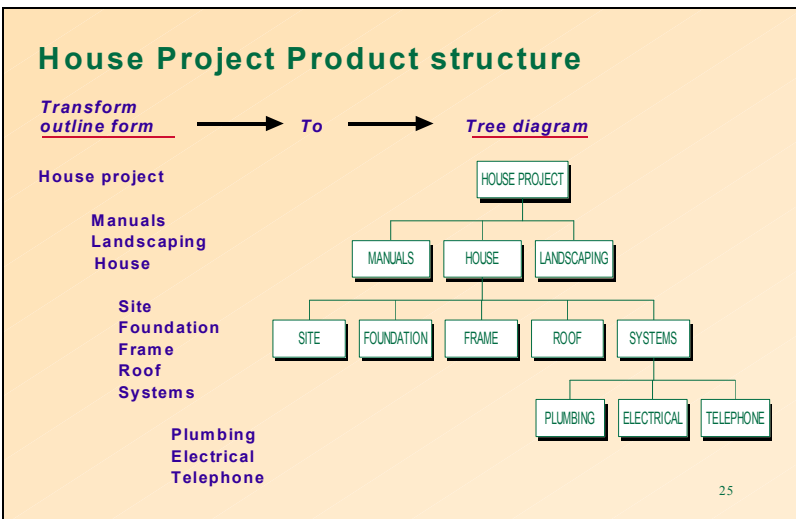 House Project Product structure
Transform
outline form To Tree diagram
House project
Manuals
Landscaping
House
Site
Foundation
Frame
Roof
Systems
Plumbing
Electrical
Telephone
HOUSE PROJECT
MANUALS HOUSE LANDSCAPING
SITE FOUNDATION FRAME ROOF SYSTEMS
PLUMBING ELECTRICAL TELEPHONE
25